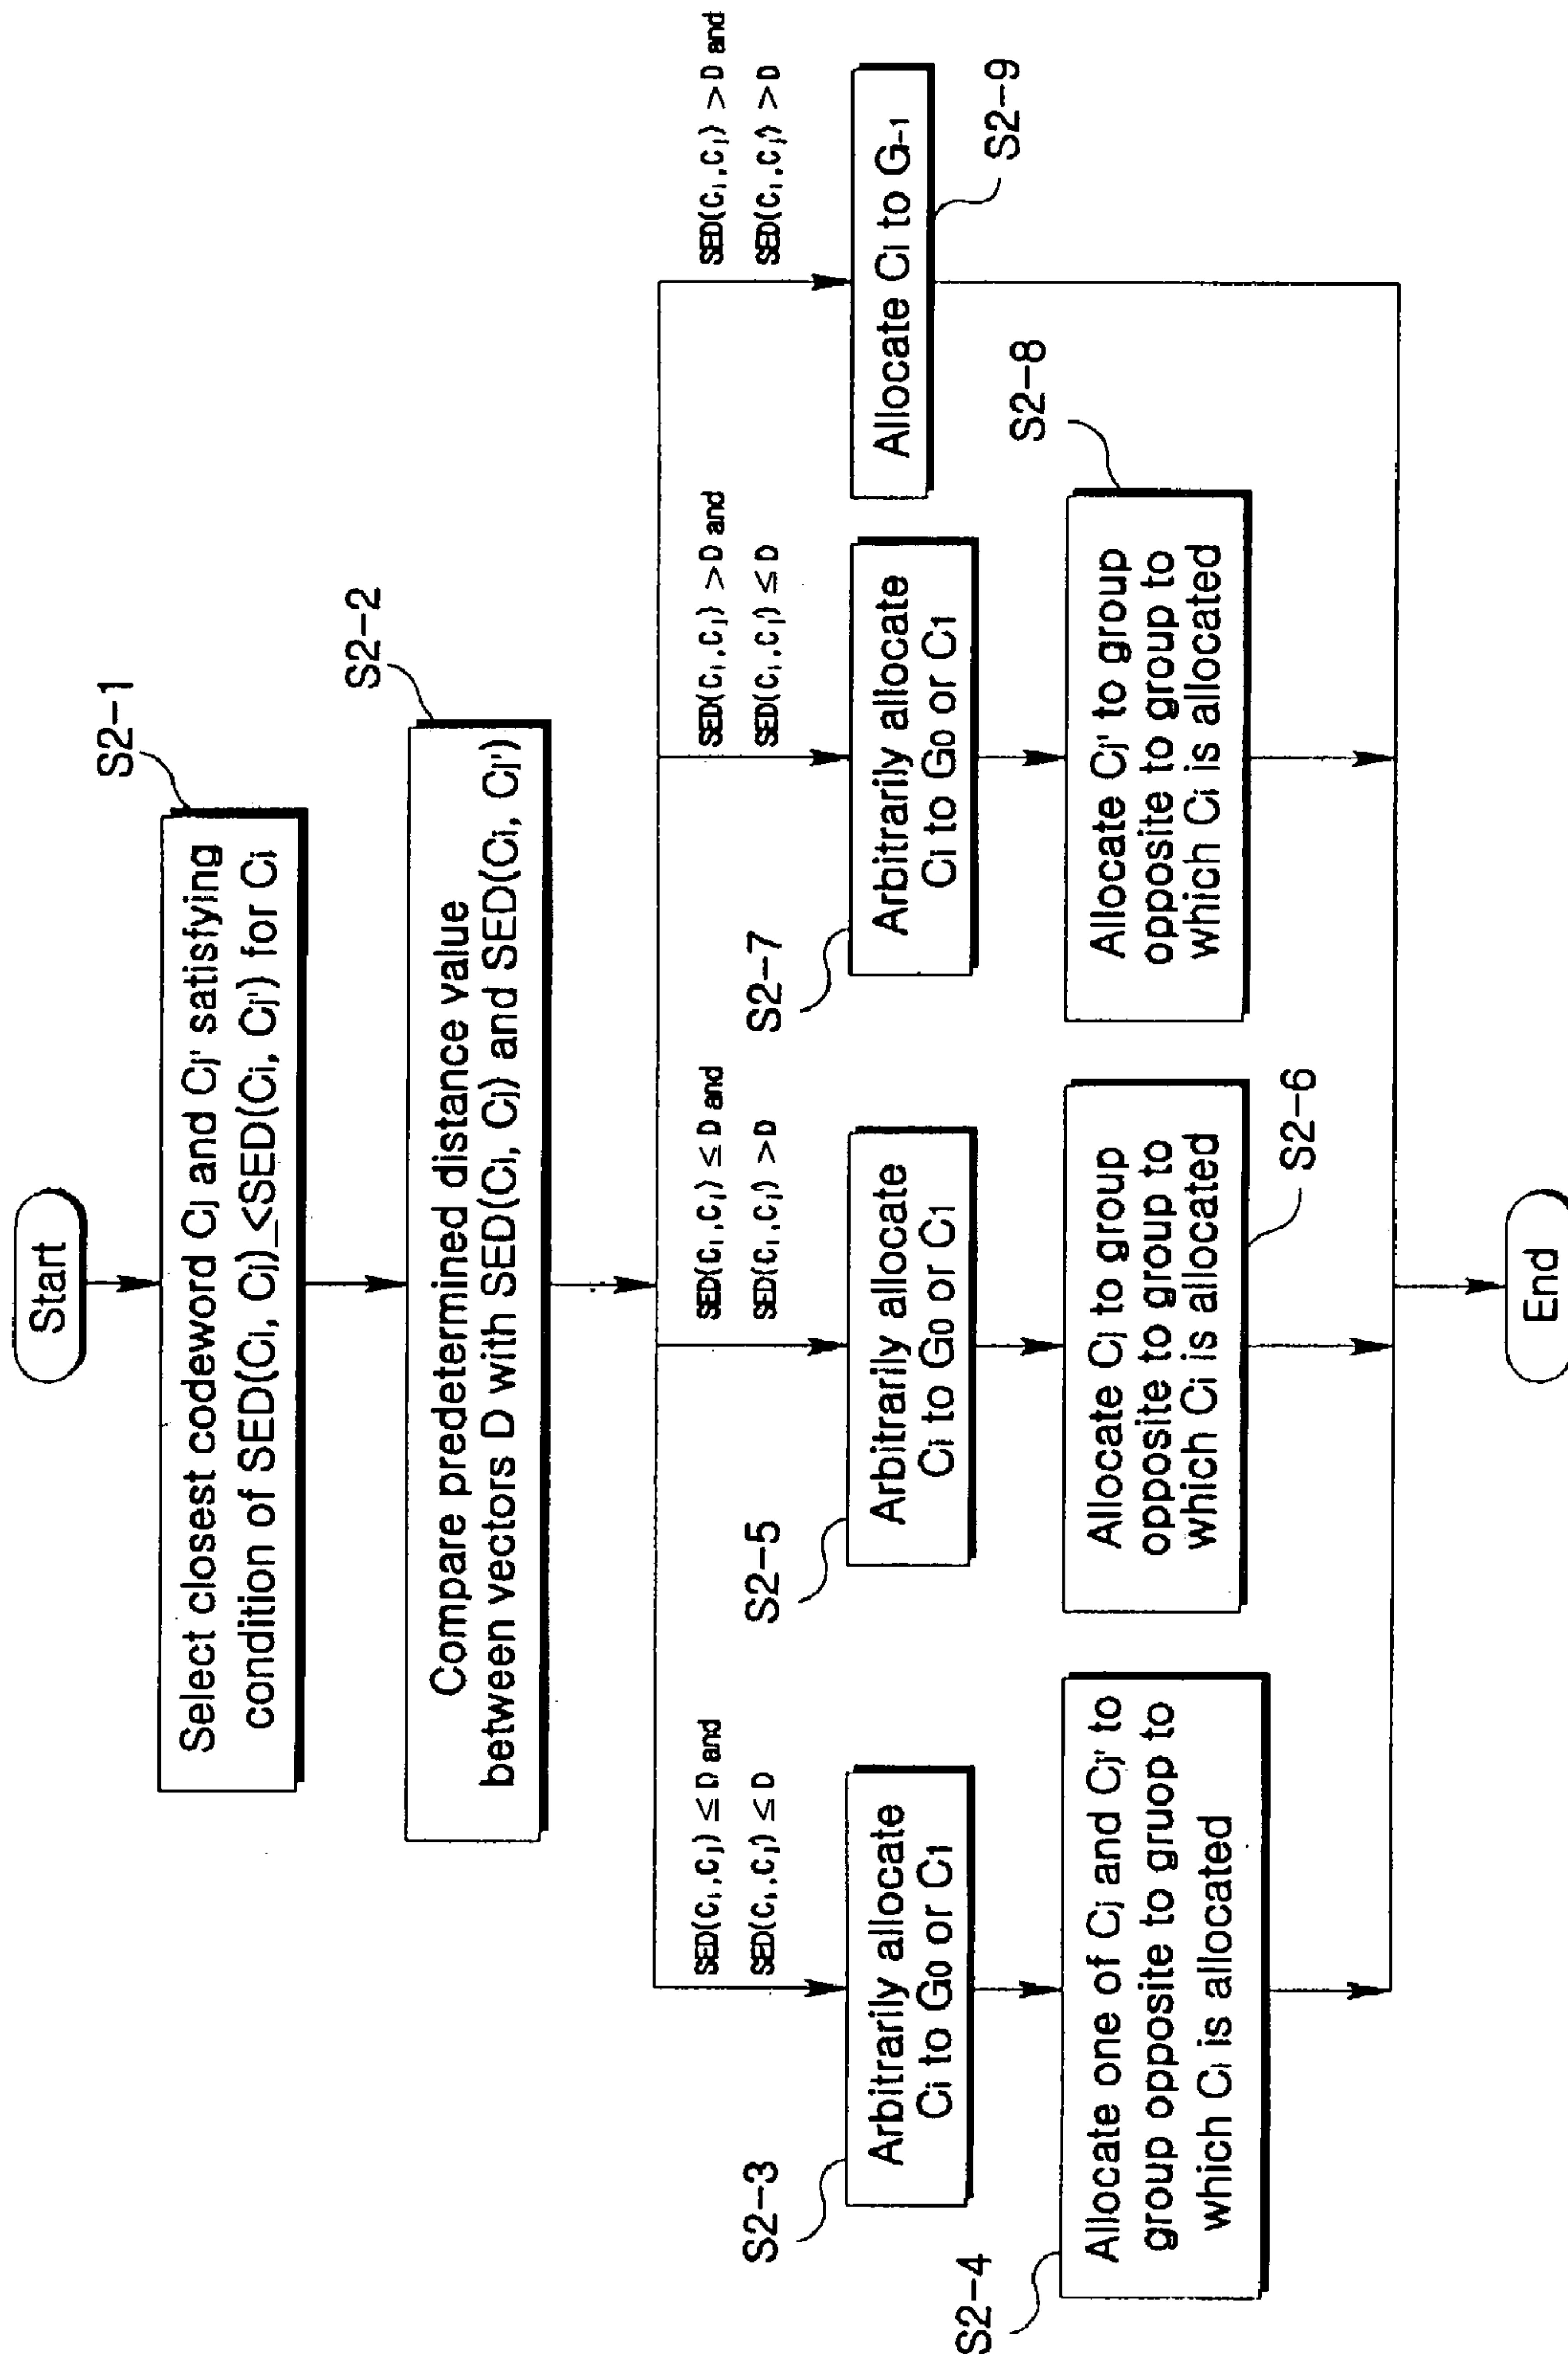 Start
S2-1
Select closest codeword Cj and Cj' satisfying
condition of SED(Ci, Cj)_<SED(Ci, Cj') for Ci
S2-2
Compare predetermined distance value
between vectors D with SED(Ci, Cj) and SED(Ci, Cj')
SED(Ci,Cj) ≤ D and
SED(Ci,Cj') ≤ D
S2-3
Arbitrarily allocate
Ci to G0 or C1
S2-4
Allocate one of Cj and Cj' to
group opposite to gruop to
which Ci is allocated
SED(Ci,Cj) ≤ D and
SED(Ci,Cj') >D
S2-5
Arbitrarily allocate
Ci to G0 or C1
Allocate Cj to group
opposite to group to
which Ci is allocated
S2-6
SED(Ci,Cj) >D and
SED(Ci,Cj') ≤ D
S2-7
Arbitrarily allocate
Ci to G0 or C1
S2-8
Allocate Cj' to group
opposite to group to
which Ci is allocated
SED(Ci,Cj) >D and
SED(Ci,Cj') >D
Allocate Ci to G-1
S2-9
End